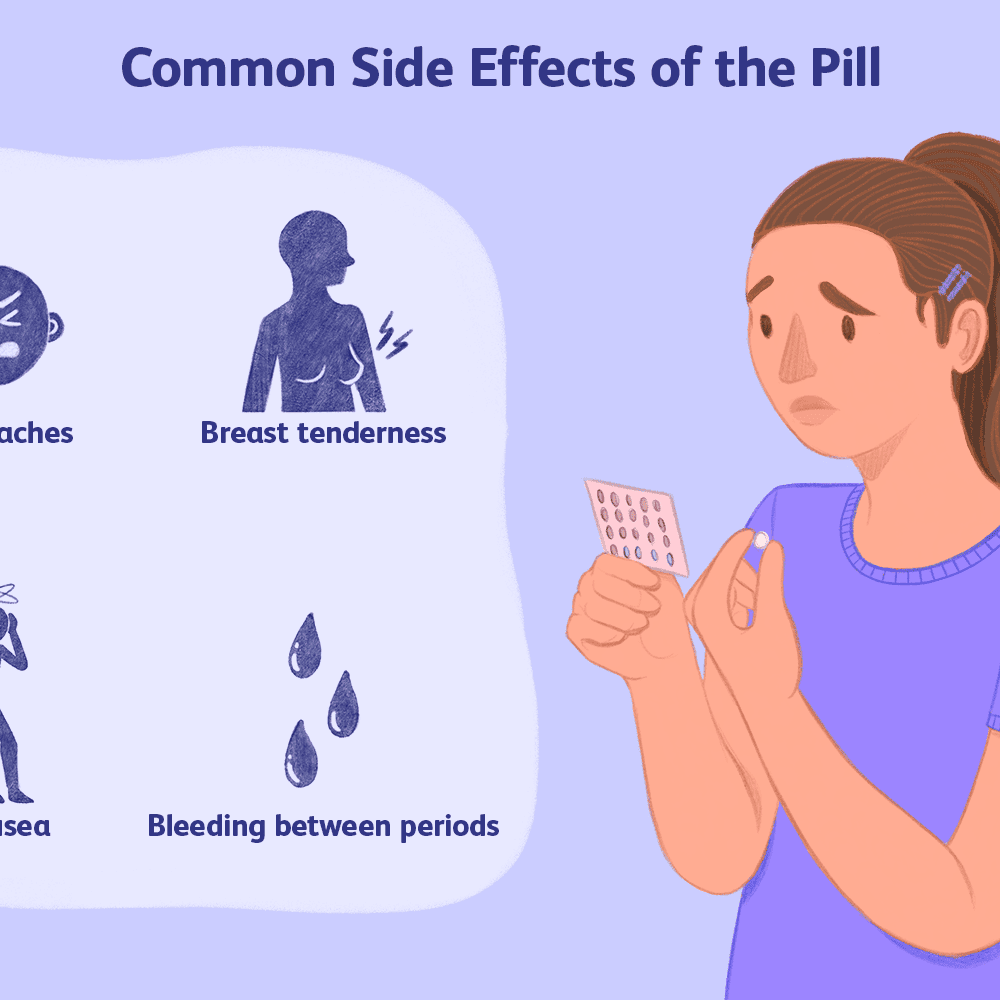 Common Side Effects of the Pill
aches
Breast tenderness
usea
Bleeding between periods